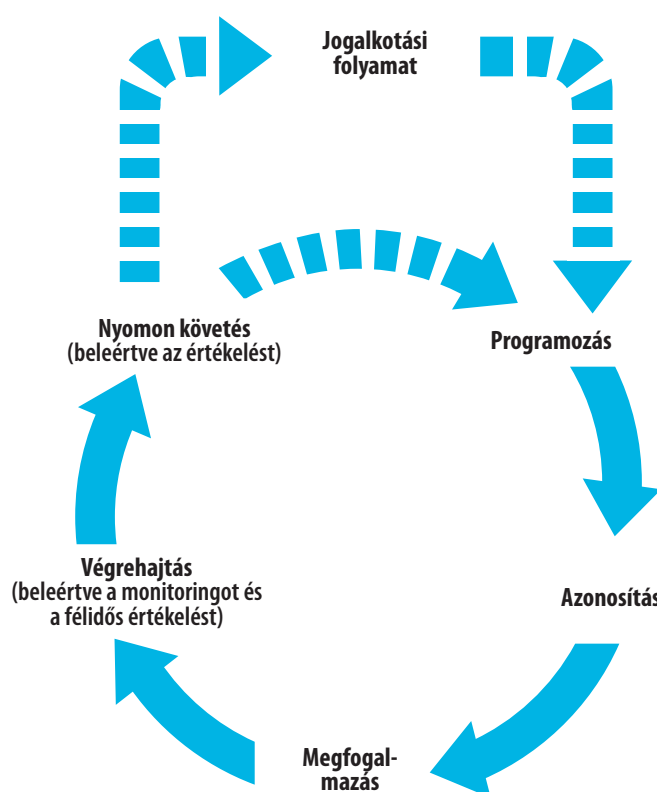 Jogalkotási
folyamat
Nyomon követés
(beleértve az értékelést)
Programozás
Végrehajtás
(beleértve a monitoringot és
a félidős értékelést)
Azonosítás
Megfogal-
mazás